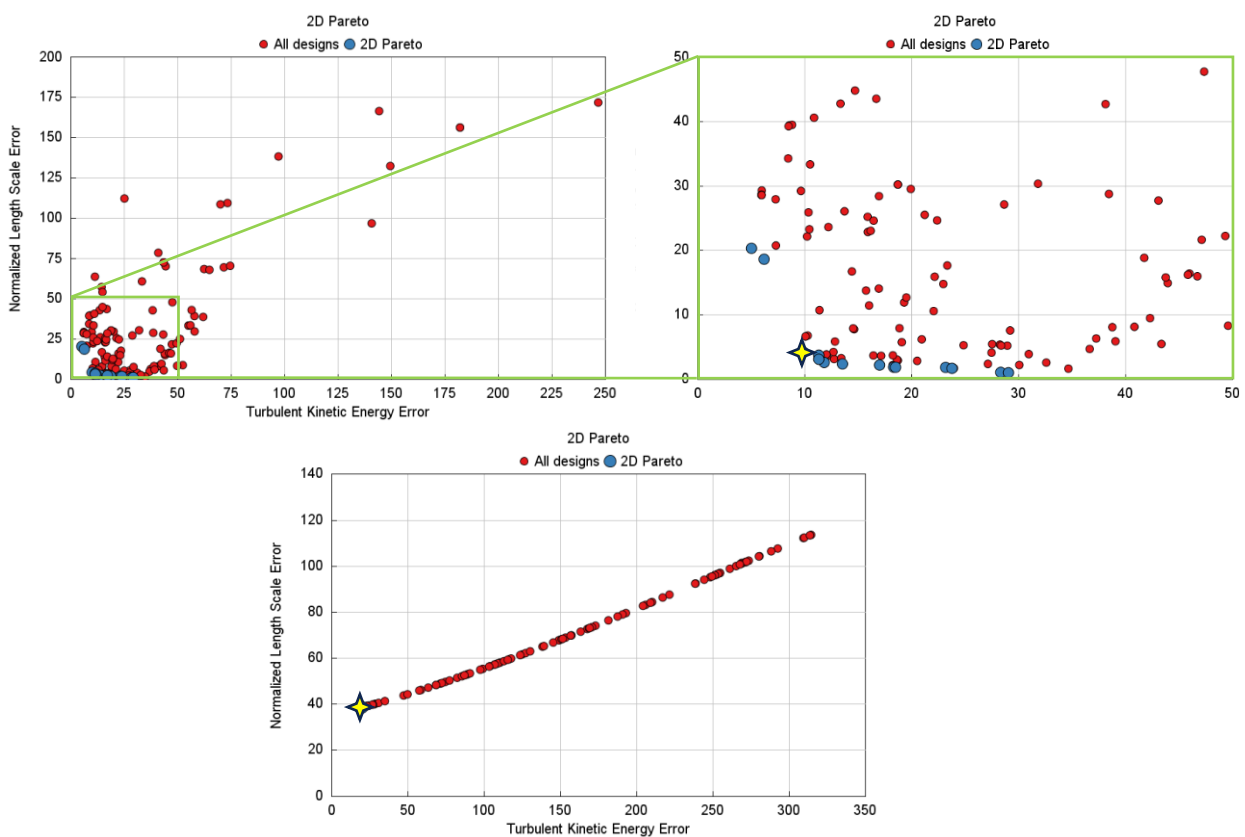 2D Pareto
All designs 2D Pareto
200
175
150
125
100
75
50
25
0
0 25 50 75 100 125 150 175 200 225 250
Normalized Length Scale Error
Turbulent Kinetic Energy Error
2D Pareto
All designs 2D Pareto
50
40
30
20
10
0
0 10 20 30 40 50
2D Pareto
All designs 2D Pareto
140
120
100
80
60
40
20
0
0 50 100 150 200 250 300 350
Normalized Length Scale Error
Turbulent Kinetic Energy Error